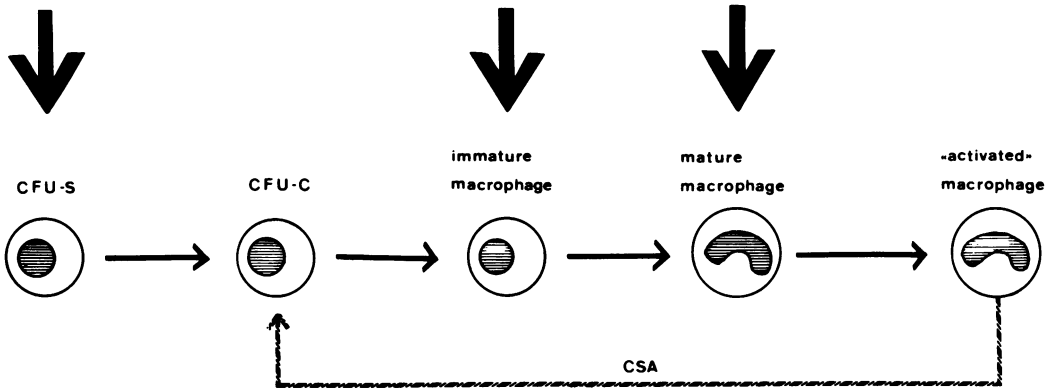 CFU-S
CFU-C
immature
macrophage
mature
macrophage
«activated»
macrophage
CSA